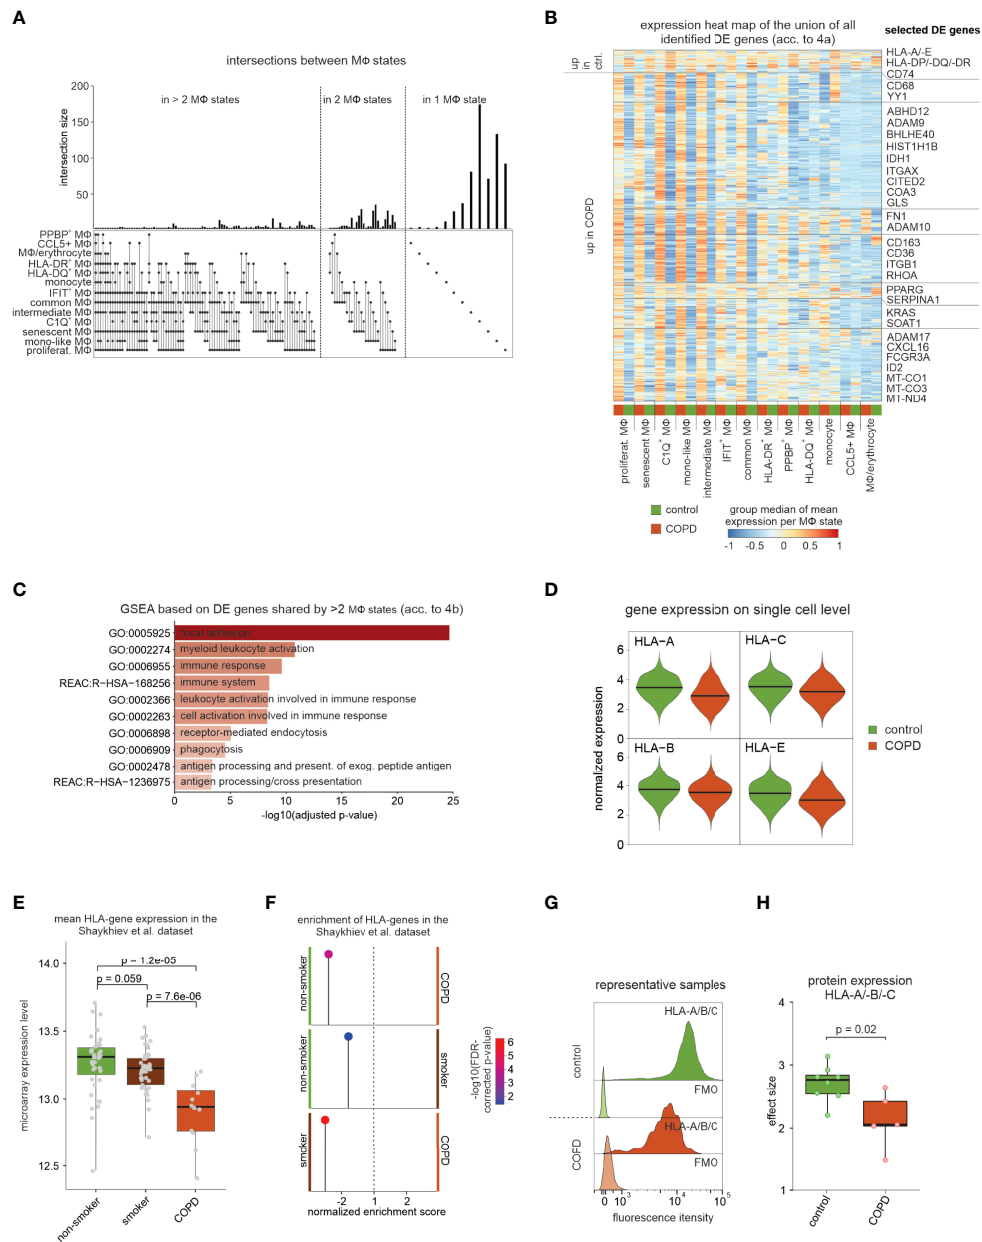 A
intersections between MΦ states
in > 2 MΦ states
in 2 MΦ states
in 1 MΦ state
intersection size
200
150
100
50
PPBP⁺ MΦ
CCL5+ MΦ
MΦ/erythrocyte
HLA-DR⁺ MΦ
HLA-DQ⁺ MΦ
monocyte
IFIT⁺ MΦ
common MΦ
intermediate MΦ
C1Q⁺ MΦ
senescent MΦ
mono-like MΦ
proliferat. MΦ
B
expression heat map of the union of all
identified DE genes (acc. to 4a)
selected DE genes
up in ctrl.
up in COPD
HLA-A/-E
HLA-DP/-DQ/-DR
CD74
CD68
YY1
ABHD12
ADAM9
BHLHE40
HIST1H1B
IDH1
ITGAX
CITED2
COA3
GLS
FN1
ADAM10
CD163
CD36
ITGB1
RHOA
PPARG
SERPINA1
KRAS
SOAT1
ADAM17
CXCL16
FCGR3A
ID2
MT-CO1
MT-CO3
MT-ND4
proliferat. MΦ
senescent MΦ
C1Q⁺ MΦ
mono-like MΦ
intermediate MΦ
IFIT⁺ MΦ
common MΦ
HLA-DR⁺ MΦ
PPBP⁺ MΦ
HLA-DQ⁺ MΦ
monocyte
CCL5+ MΦ
MΦ/erythrocyte
control
COPD
group median of mean
expression per MΦ state
-1 -0.5 0 0.5 1
C
GSEA based on DE genes shared by >2 MΦ states (acc. to 4b)
GO:0005925 focal adhesion
GO:0002274 myeloid leukocyte activation
GO:0006955 immune response
REAC:R−HSA−168256 immune system
GO:0002366 leukocyte activation involved in immune response
GO:0002263 cell activation involved in immune response
GO:0006898 receptor-mediated endocytosis
GO:0006909 phagocytosis
GO:0002478 antigen processing and present. of exog. peptide antigen
REAC:R−HSA−1236975 antigen processing/cross presentation
0 5 10 15 20 25
-log10(adjusted p-value)
D
gene expression on single cell level
normalized expression
HLA−A
HLA−C
6
4
2
0
HLA−B
HLA−E
6
4
2
0
control
COPD
E
mean HLA-gene expression in the
Shaykhiev et al. dataset
p = 1.2e-05
p = 0.059
p = 7.6e-06
microarray expression level
14.0
13.5
13.0
12.5
non-smoker
smoker
COPD
F
enrichment of HLA-genes in the
Shaykhiev et al. dataset
non-smoker
COPD
non-smoker
smoker
smoker
COPD
-2 1 2
normalized enrichment score
-log10(FDR-
corrected p-value)
6
5
4
3
2
G
representative samples
control
COPD
HLA-A/B/C
FMO
HLA-A/B/C
FMO
0 10³ 10⁴ 10⁵
fluorescence itensity
H
protein expression
HLA-A/-B/-C
p = 0.02
effect size
4
3
2
1
control
COPD